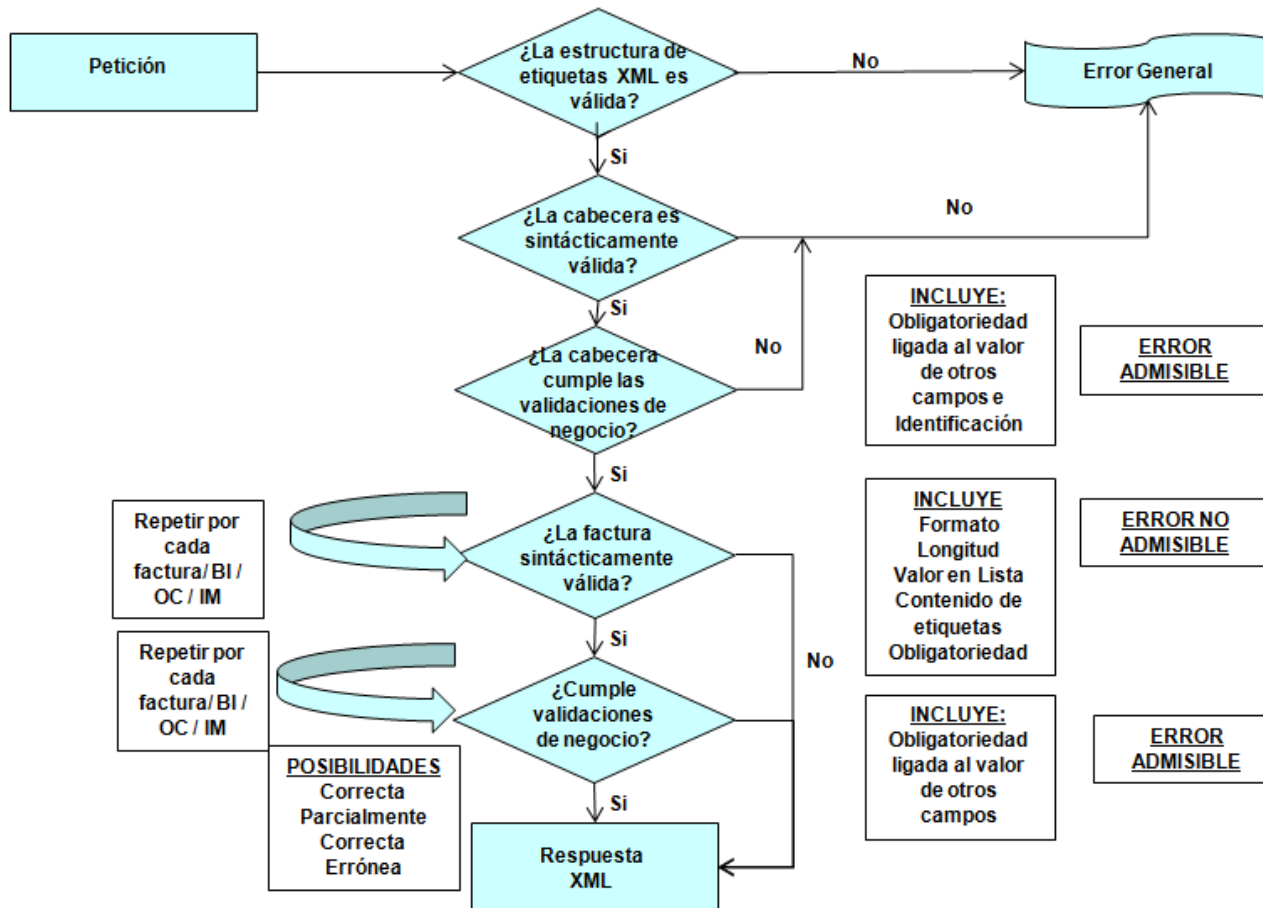 Petición
¿La estructura de
etiquetas XML es
válida?
No
Error General
Si
¿La cabecera es
sintácticamente
válida?
No
Si
¿La cabecera
cumple las
validaciones de
negocio?
No
INCLUYE:
Obligatoriedad
ligada al valor
de otros
campos e
Identificación
ERROR
ADMISIBLE
Si
Repetir por
cada
factura/ BI /
OC / IM
¿La factura
sintácticamente
válida?
INCLUYE
Formato
Longitud
Valor en Lista
Contenido de
etiquetas
Obligatoriedad
ERROR NO
ADMISIBLE
Si
No
Repetir por
cada
factura/ BI /
OC / IM
¿Cumple
validaciones
de negocio?
INCLUYE:
Obligatoriedad
ligada al valor
de otros
campos
ERROR
ADMISIBLE
POSIBILIDADES
Correcta
Parcialmente
Correcta
Errónea
Si
Respuesta
XML